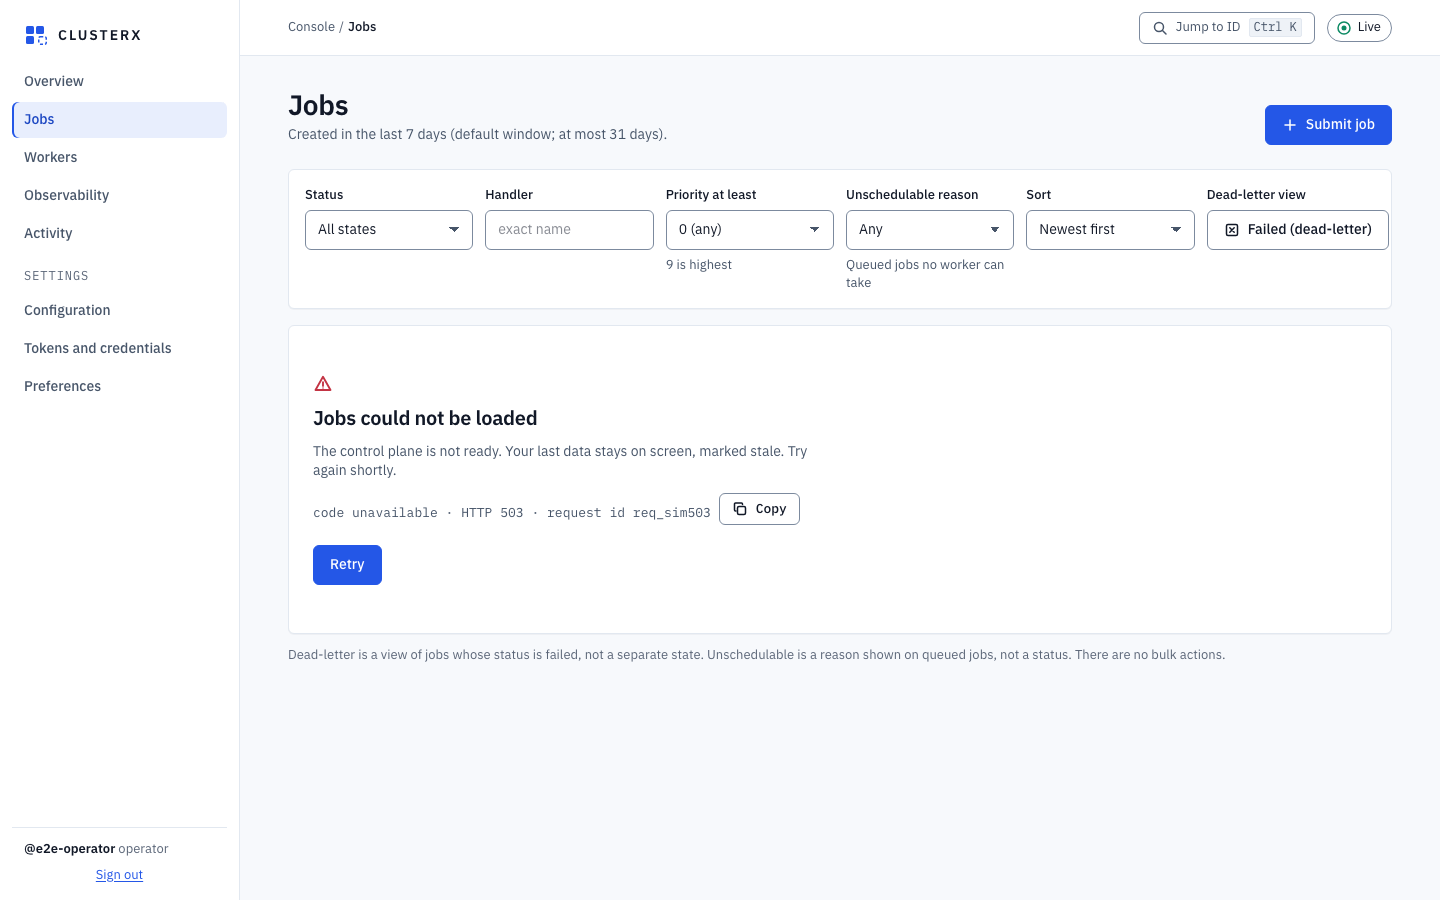 CLUSTERX
Overview
Jobs
Workers
Observability
Activity
SETTINGS
Configuration
Tokens and credentials
Preferences
@e2e-operator operator
Sign out
Console / Jobs
Jump to ID Ctrl K
Live
Jobs
Created in the last 7 days (default window; at most 31 days).
Submit job
Status
All states
Handler
exact name
Priority at least
0 (any)
9 is highest
Unschedulable reason
Any
Queued jobs no worker can
take
Sort
Newest first
Dead-letter view
Failed (dead-letter)
Jobs could not be loaded
The control plane is not ready. Your last data stays on screen, marked stale. Try
again shortly.
code unavailable · HTTP 503 · request id req_sim503
Copy
Retry
Dead-letter is a view of jobs whose status is failed, not a separate state. Unschedulable is a reason shown on queued jobs, not a status. There are no bulk actions.